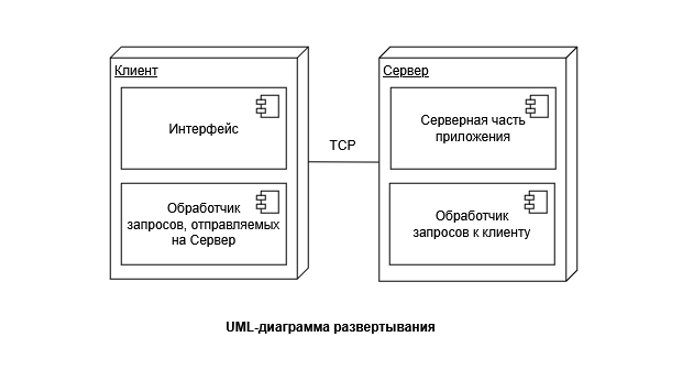 Клиент
Интерфейс
Обработчик
запросов, отправляемых
на Сервер
TCP
Сервер
Серверная часть
приложения
Обработчик
запросов к клиенту
UML-диаграмма развертывания